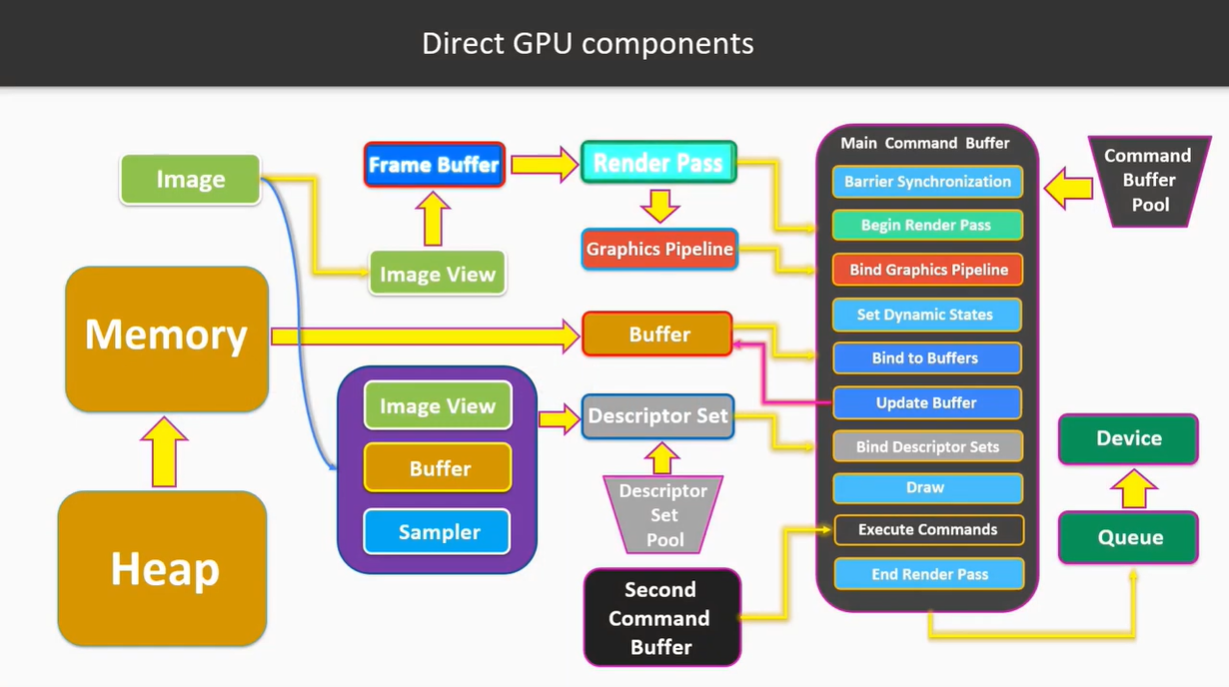 Direct GPU components
Image
Frame Buffer
Render Pass
Main Command Buffer
Command
Buffer
Pool
Barrier Synchronization
Begin Render Pass
Graphics Pipeline
Image View
Bind Graphics Pipeline
Memory
Buffer
Set Dynamic States
Bind to Buffers
Image View
Descriptor Set
Update Buffer
Bind Descriptor Sets
Device
Buffer
Descriptor
Set
Pool
Draw
Sampler
Execute Commands
Queue
Heap
End Render Pass
Second
Command
Buffer